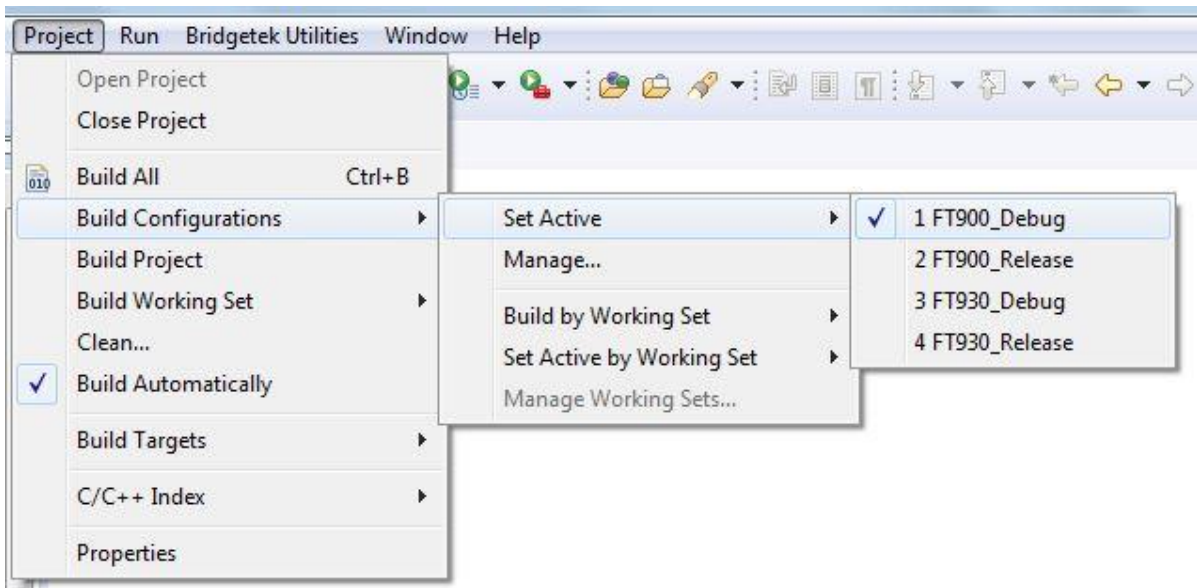 Project Run Bridgetek Utilities Window Help
Open Project
Close Project
Build All Ctrl+B
Build Configurations
Build Project
Build Working Set
Clean...
Build Automatically
Build Targets
C/C++ Index
Properties
Set Active
Manage...
Build by Working Set
Set Active by Working Set
Manage Working Sets...
1 FT900_Debug
2 FT900_Release
3 FT930_Debug
4 FT930_Release